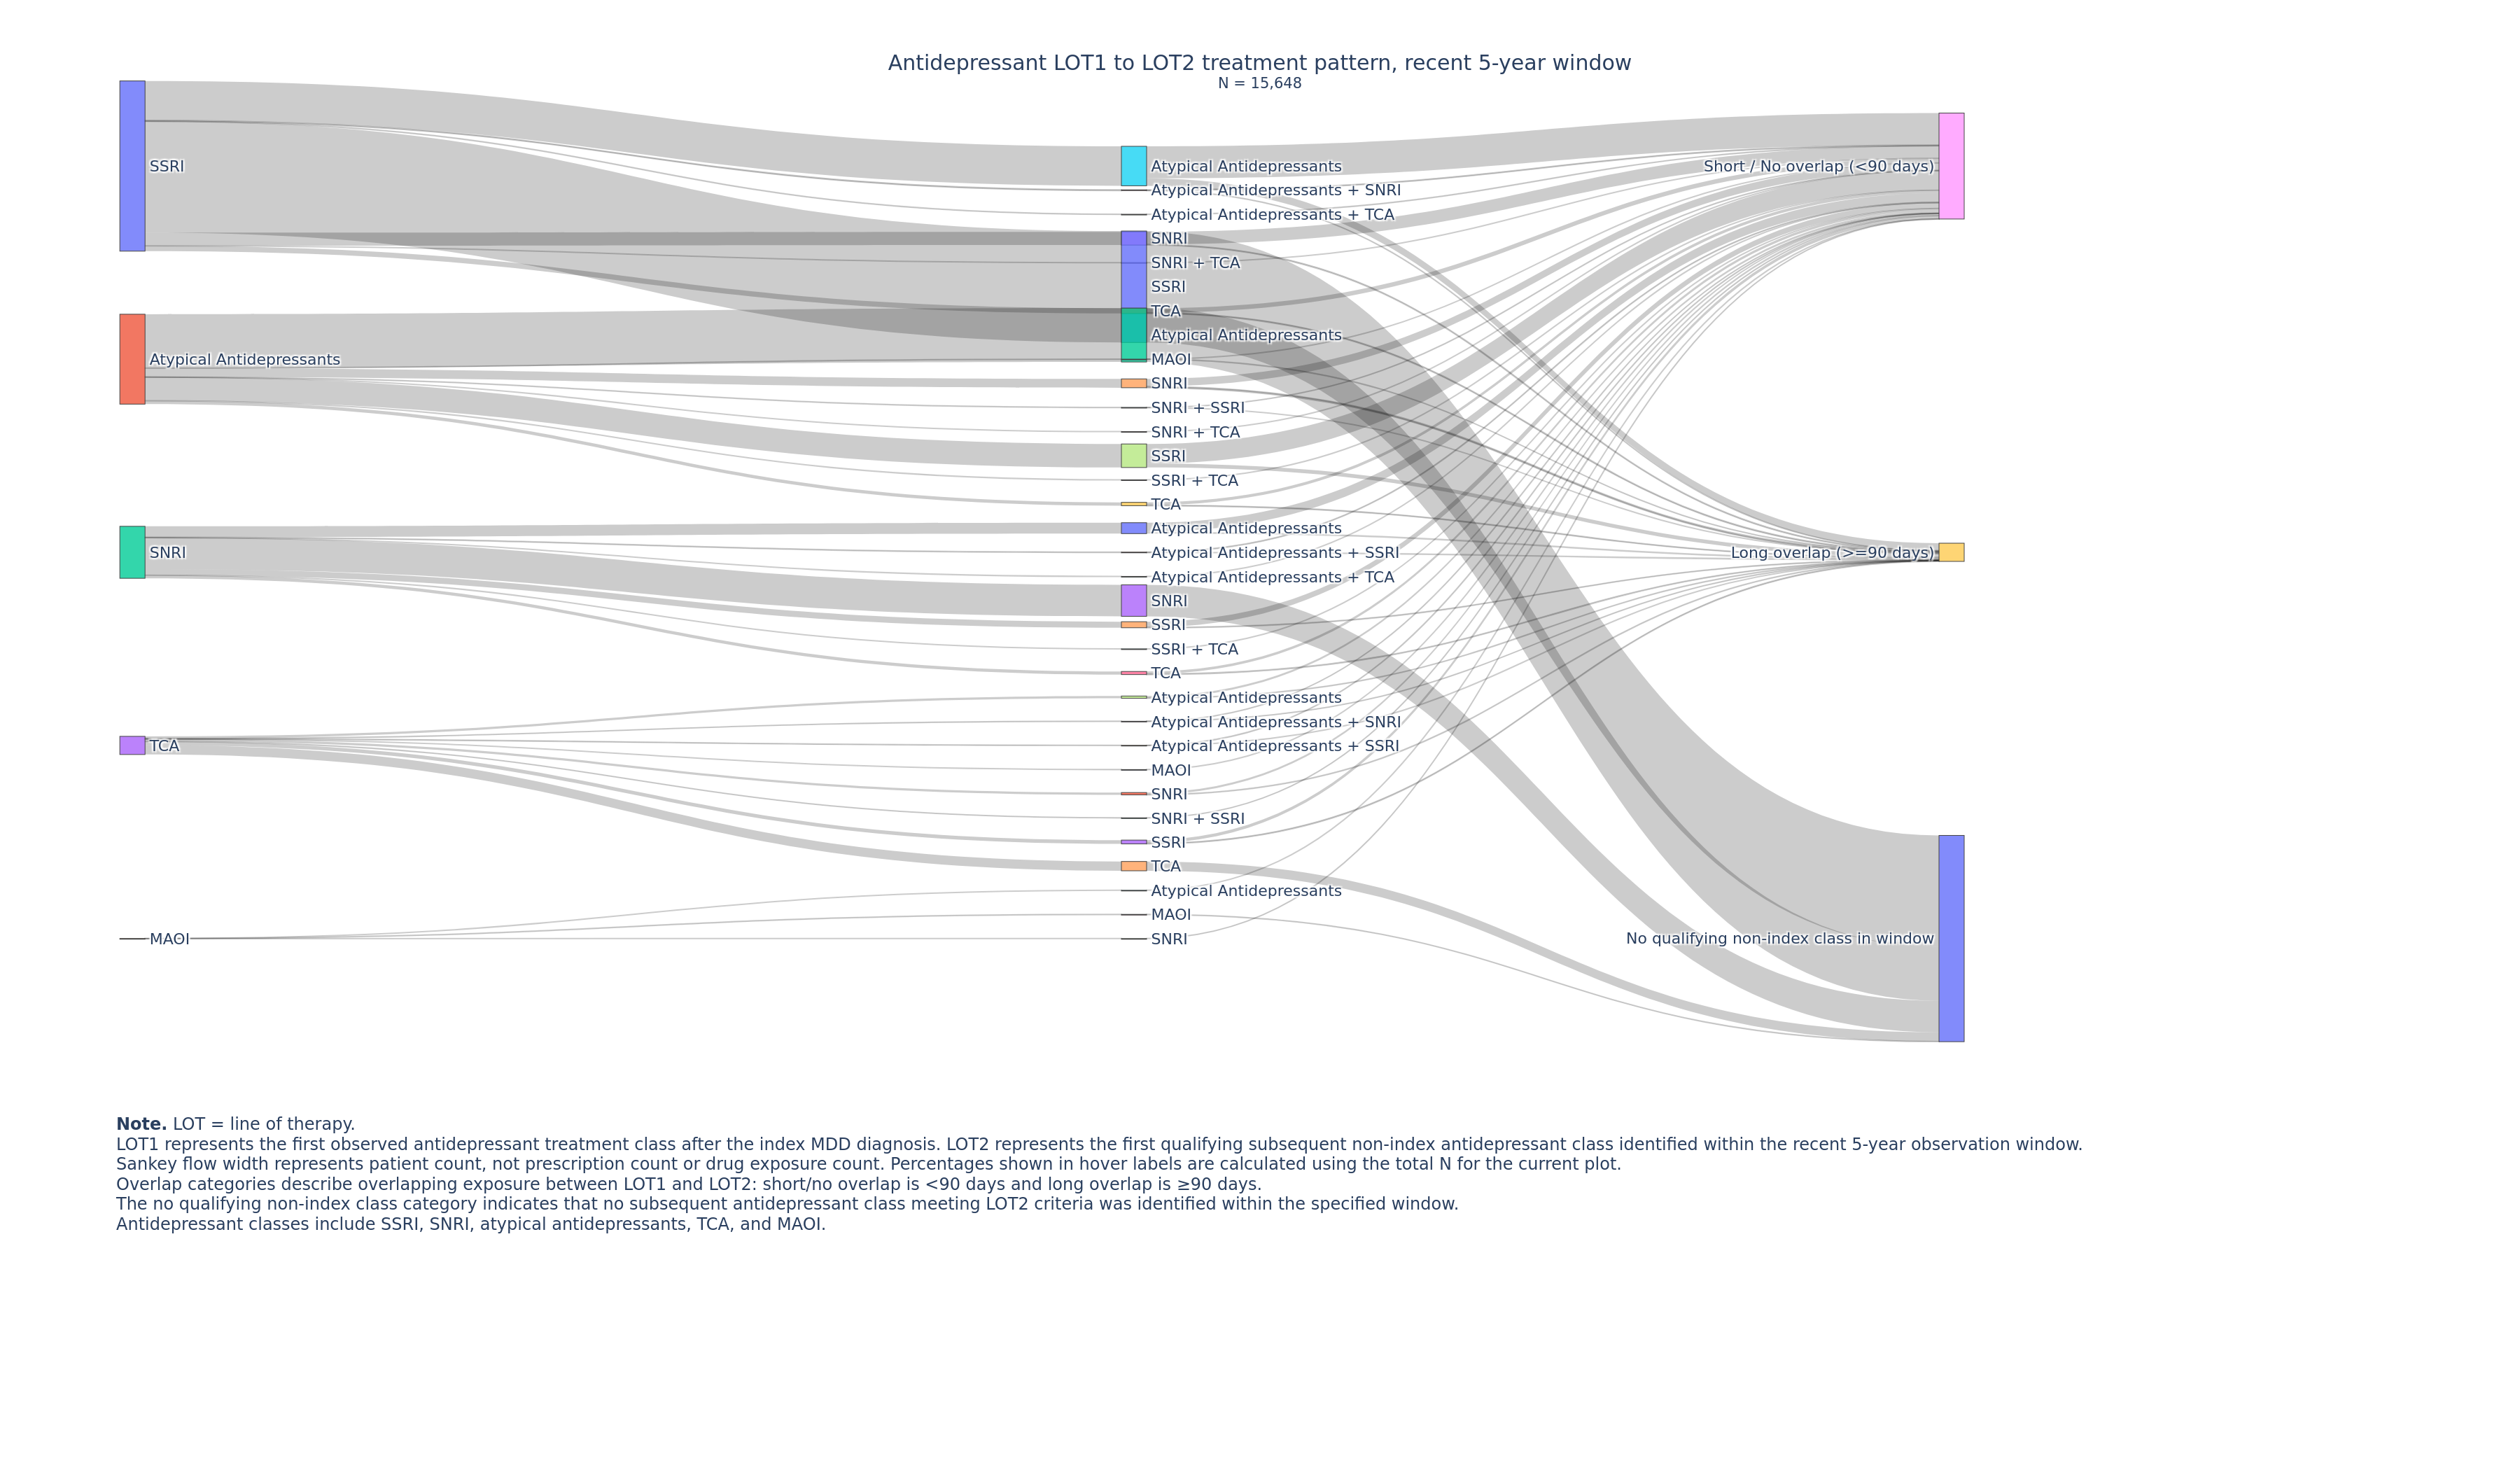 Antidepressant LOT1 to LOT2 treatment pattern, recent 5-year window
N = 15,648
SSRI
Atypical Antidepressants
SNRI
TCA
MAOI
Atypical Antidepressants
Atypical Antidepressants + SNRI
Atypical Antidepressants + TCA
SNRI
SNRI + TCA
SSRI
TCA
Atypical Antidepressants
MAOI
SNRI
SNRI + SSRI
SNRI + TCA
SSRI
SSRI + TCA
TCA
Atypical Antidepressants
Atypical Antidepressants + SSRI
Atypical Antidepressants + TCA
SNRI
SSRI
SSRI + TCA
TCA
Atypical Antidepressants
Atypical Antidepressants + SNRI
Atypical Antidepressants + SSRI
MAOI
SNRI
SNRI + SSRI
SSRI
TCA
Atypical Antidepressants
MAOI
SNRI
Short / No overlap (<90 days)
Long overlap (>=90 days)
No qualifying non-index class in window
Note. LOT = line of therapy.
LOT1 represents the first observed antidepressant treatment class after the index MDD diagnosis. LOT2 represents the first qualifying subsequent non-index antidepressant class identified within the recent 5-year observation window.
Sankey flow width represents patient count, not prescription count or drug exposure count. Percentages shown in hover labels are calculated using the total N for the current plot.
Overlap categories describe overlapping exposure between LOT1 and LOT2: short/no overlap is <90 days and long overlap is ≥90 days.
The no qualifying non-index class category indicates that no subsequent antidepressant class meeting LOT2 criteria was identified within the specified window.
Antidepressant classes include SSRI, SNRI, atypical antidepressants, TCA, and MAOI.